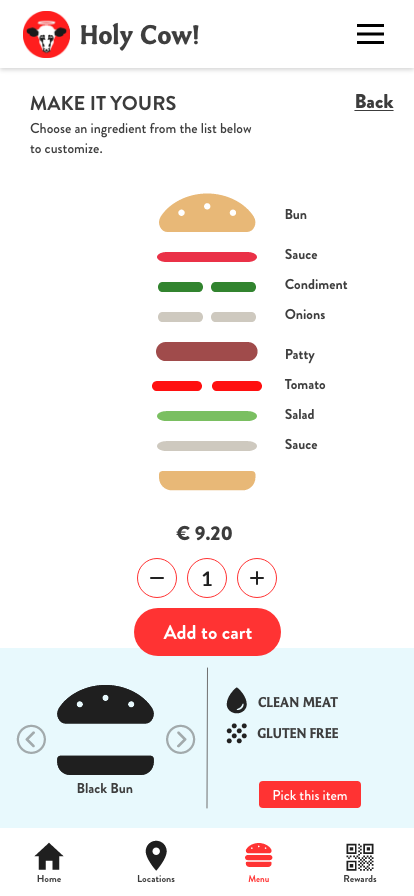 Holy Cow!
MAKE IT YOURS
Back
Choose an ingredient from the list below
to customize.
Bun
Sauce
Condiment
Onions
Patty
Tomato
Salad
Sauce
€ 9.20
1
Add to cart
CLEAN MEAT
GLUTEN FREE
Black Bun
Pick this item
Home
Locations
Menu
Rewards